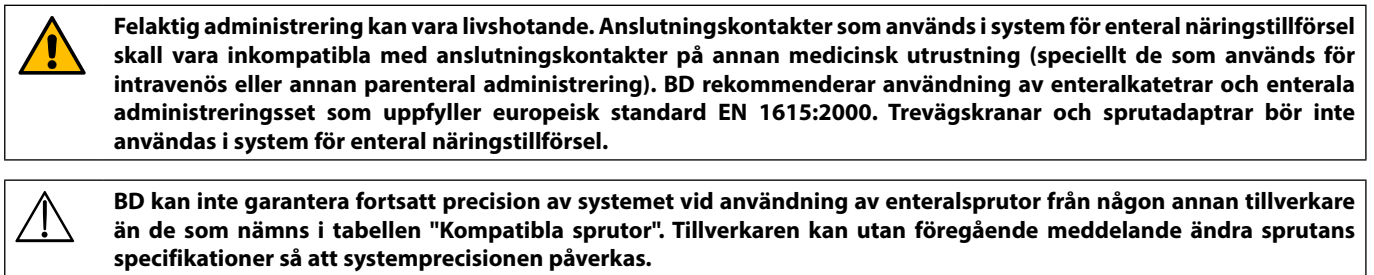 Felaktig administrering kan vara livshotande. Anslutningskontakter som används i system för enteral näringstillförsel
skall vara inkompatibla med anslutningskontakter på annan medicinsk utrustning (speciellt de som används för
intravenös eller annan parenteral administrering). BD rekommenderar användning av enteralkatetrar och enterala
administreringsset som uppfyller europeisk standard EN 1615:2000. Trevägskranar och sprutadaptrar bör inte
användas i system för enteral näringstillförsel.
BD kan inte garantera fortsatt precision av systemet vid användning av enteralsprutor från någon annan tillverkare
än de som nämns i tabellen "Kompatibla sprutor". Tillverkaren kan utan föregående meddelande ändra sprutans
specifikationer så att systemprecisionen påverkas.